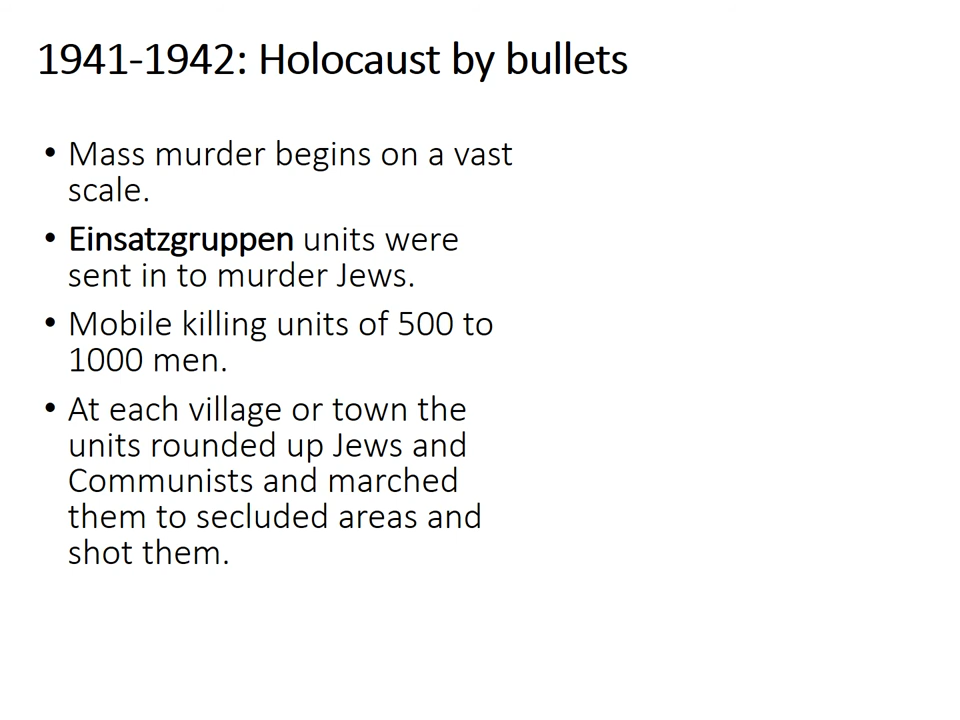 1941-1942: Holocaust by bullets
• Mass murder begins on a vast
scale.
• Einsatzgruppen units were
sent in to murder Jews.
• Mobile killing units of 500 to
1000 men.
• At each village or town the
units rounded up Jews and
Communists and marched
them to secluded areas and
shot them.